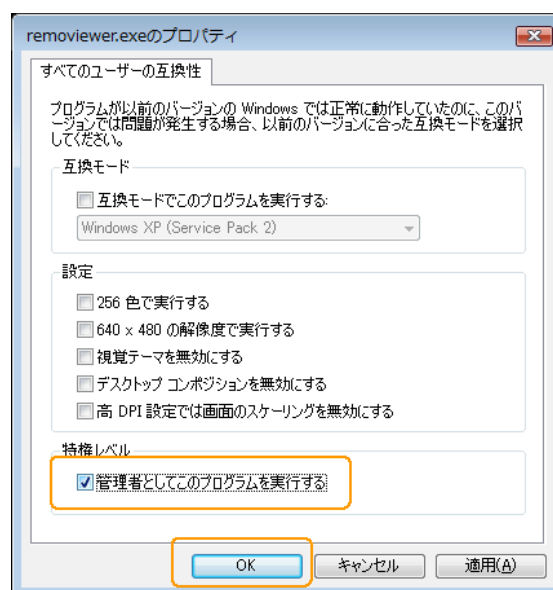 removiewer.exeのプロパティ
すべてのユーザーの互換性
プログラムが以前のバージョンの Windows では正常に動作していたのに、このバ
ージョンでは問題が発生する場合、以前のバージョンに合った互換モードを選択
してください。
互換モード
互換モードでこのプログラムを実行する:
Windows XP (Service Pack 2)
設定
256 色で実行する
640 x 480 の解像度で実行する
視覚テーマを無効にする
デスクトップ コンポジションを無効にする
高 DPI 設定では画面のスケーリングを無効にする
特権レベル
管理者としてこのプログラムを実行する
OK キャンセル 適用(A)